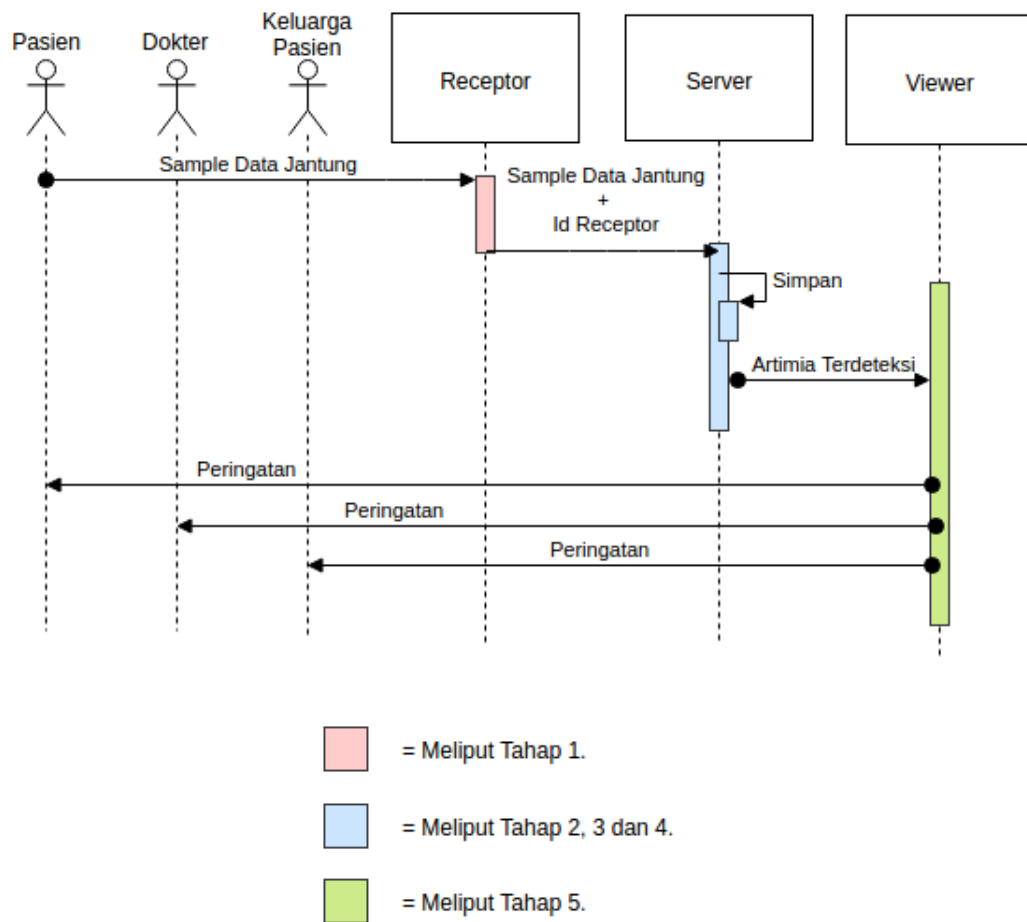 Pasien
Dokter
Keluarga
Pasien
Receptor
Server
Viewer
Sample Data Jantung
Sample Data Jantung
+
Id Receptor
Simpan
Artimia Terdeteksi
Peringatan
Peringatan
Peringatan
= Meliput Tahap 1.
= Meliput Tahap 2, 3 dan 4.
= Meliput Tahap 5.